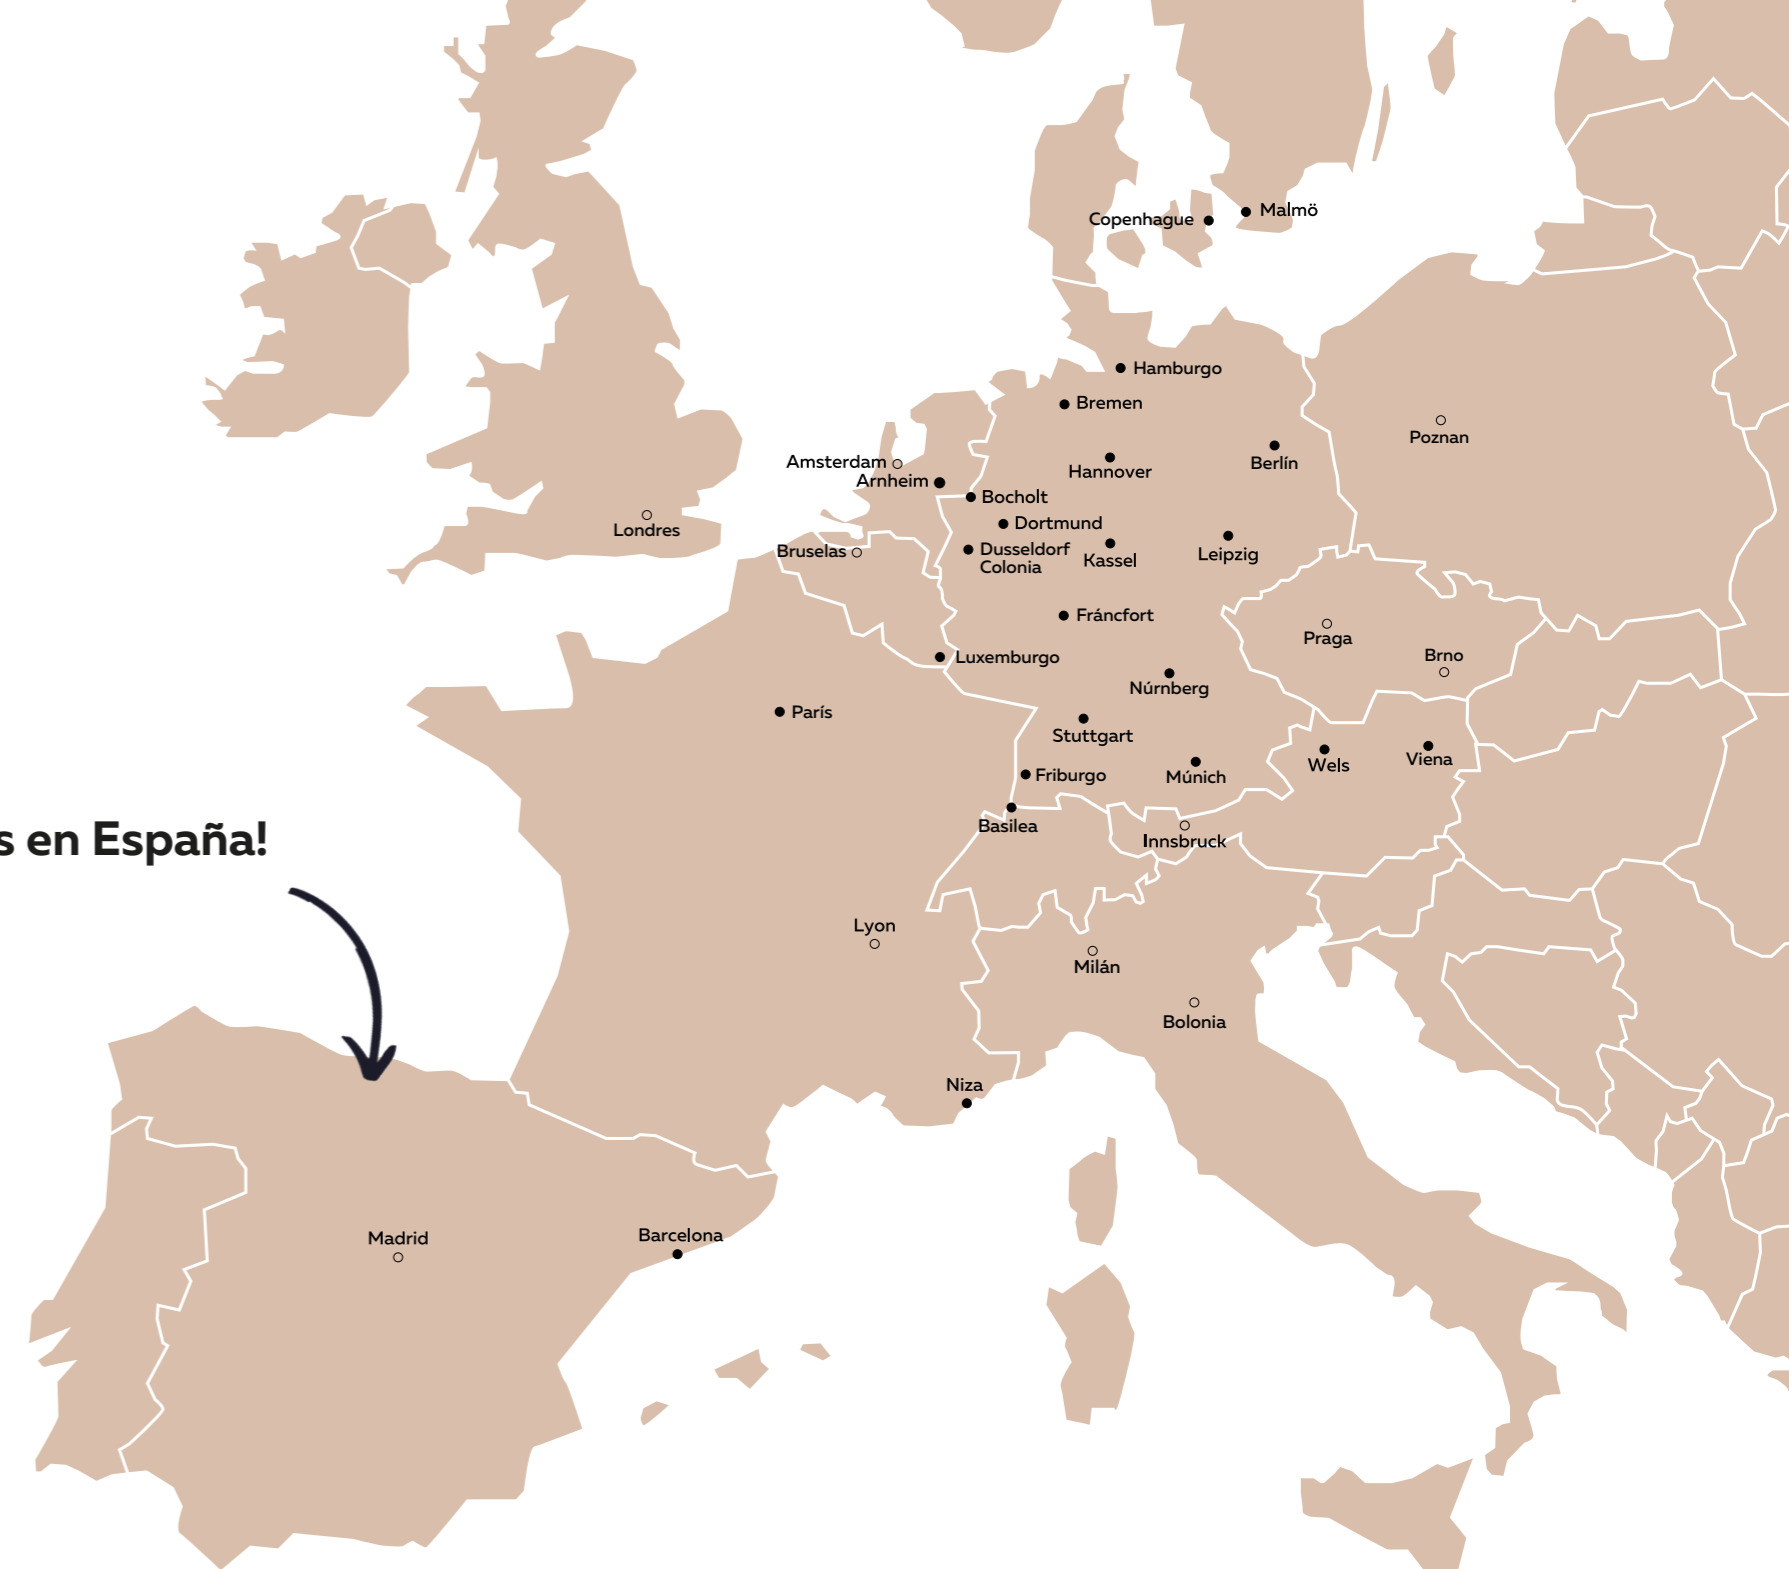 Malmö
Copenhague
Hamburgo
Bremen
Poznan
Amsterdam
Hannover
Berlín
Arnheim
Bocholt
Londres
Dortmund
Bruselas
Dusseldorf
Colonia
Kassel
Leipzig
Fráncfort
Praga
Luxemburgo
Brno
Núrnberg
París
Stuttgart
Wels
Viena
Friburgo
Múnich
s en España!
Basilea
Innsbruck
Lyon
Milán
Bolonia
Niza
Madrid
Barcelona